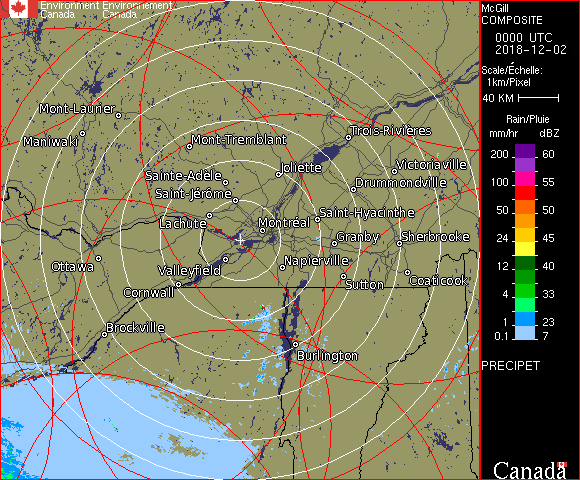 Environment Environnement
Canada Canada
McGill
COMPOSITE
0000 UTC
2018-12-02
Scale/Échelle:
1km/Pixel
40 KM
Rain/Pluie
mm/hr dBZ
200 60
155
100 55
50 50
24 45
12 40
4 33
1 23
0.1 7
PRECIPET
Mont-Laurier
Maniwaki
Mont-Tremblant
Trois-Rivières
Sainte-Adèle
Joliette
Victoriaville
Saint-Jérôme
Drummondville
Lachute
Montréal
Saint-Hyacinthe
Granby
Sherbrooke
Ottawa
Valleyfield
Napierville
Cornwall
Sutton
Coaticook
Brockville
Burlington
Canada